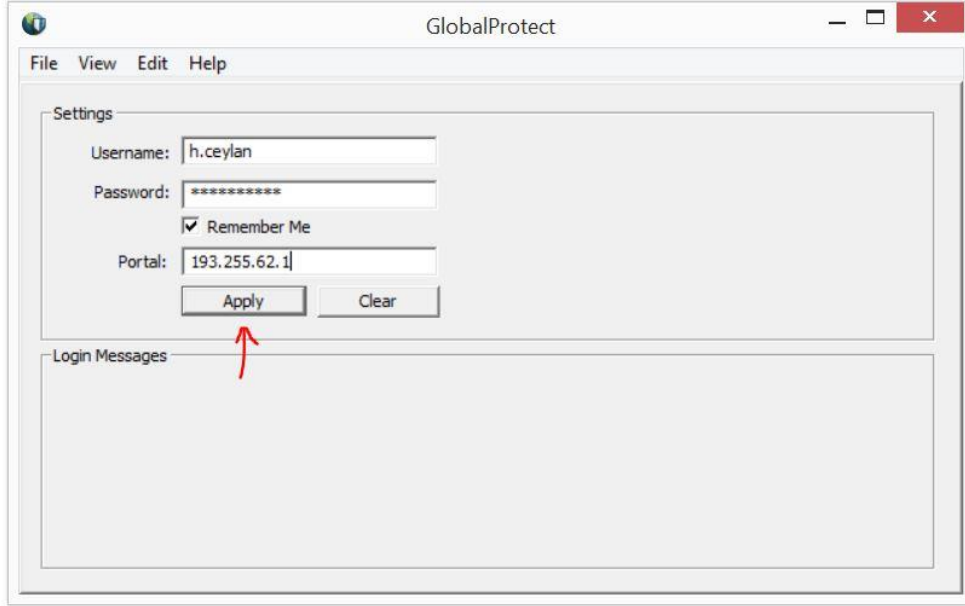 GlobalProtect
File View Edit Help
Settings
Username: h.ceylan
Password: **********
Remember Me
Portal: 193.255.62.1
Apply Clear
Login Messages